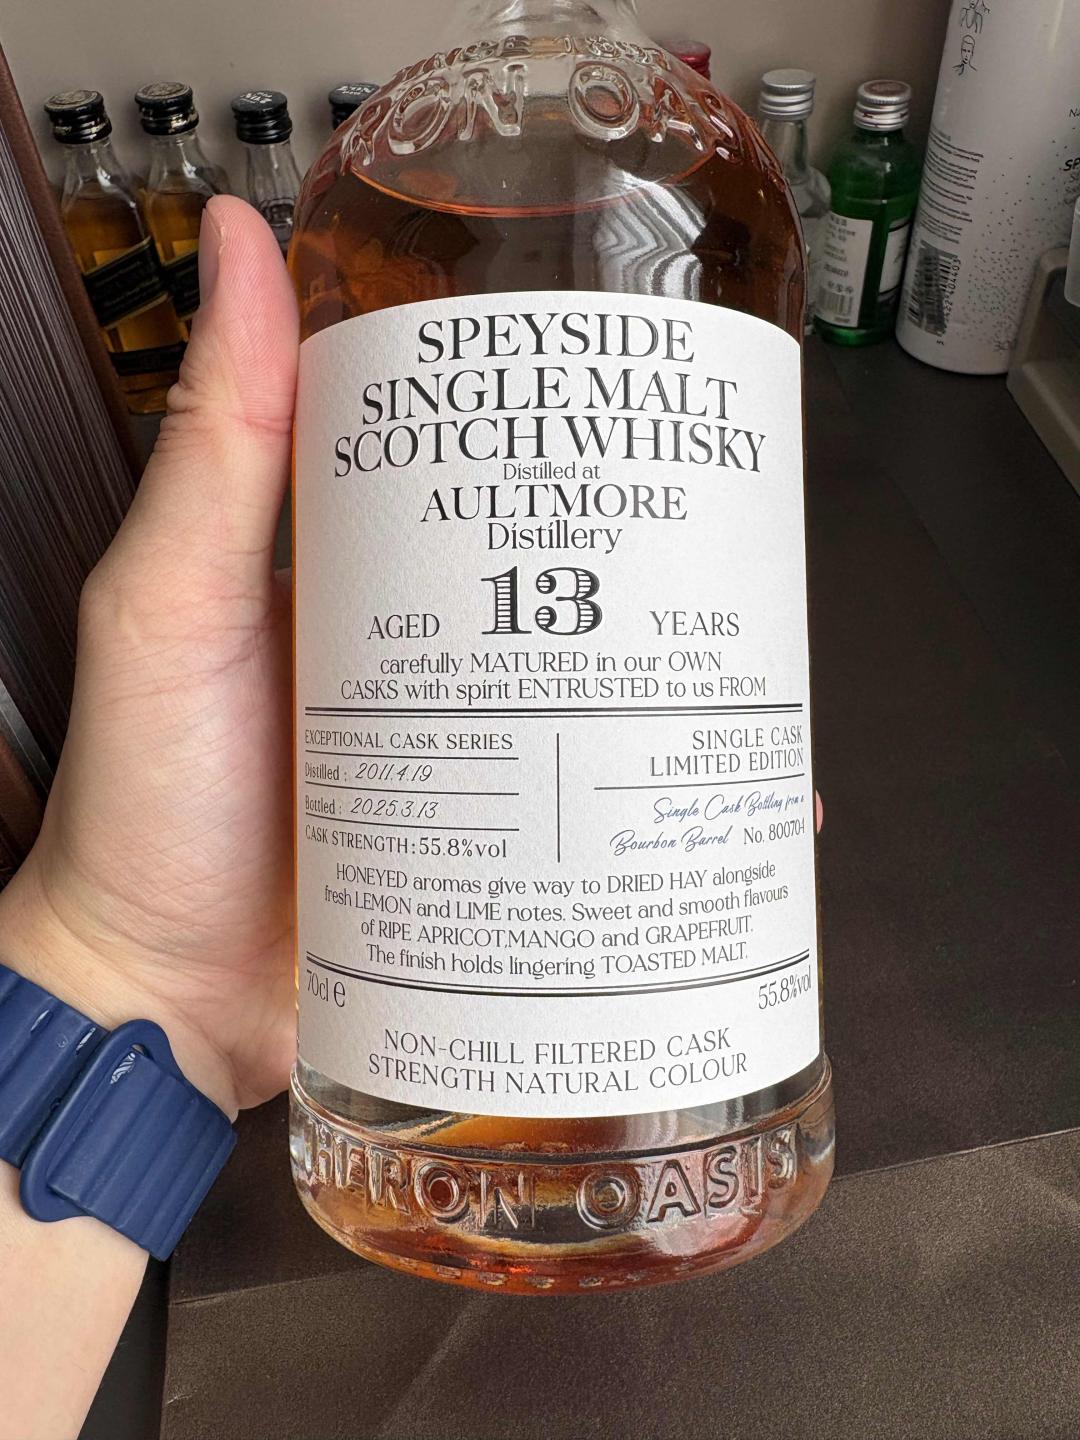 SPEYSIDE
SINGLE MALT
SCOTCH WHISKY
Distilled at
AULTMORE
Distillery
AGED 13 YEARS
carefully MATURED in our OWN
CASKS with spirit ENTRUSTED to us FROM
EXCEPTIONAL CASK SERIES
Distilled : 2011.4.19
Bottled : 2025.3.13
CASK STRENGTH:55.8%vol
SINGLE CASK
LIMITED EDITION
Single Cask Bottling from a
Bourbon Barrel No. 800704
HONEYED aromas give way to DRIED HAY alongside
fresh LEMON and LIME notes. Sweet and smooth flavours
of RIPE APRICOT,MANGO and GRAPEFRUIT.
The finish holds lingering TOASTED MALT.
70cl e 55.8%vol
NON-CHILL FILTERED CASK
STRENGTH NATURAL COLOUR
HERON OASIS